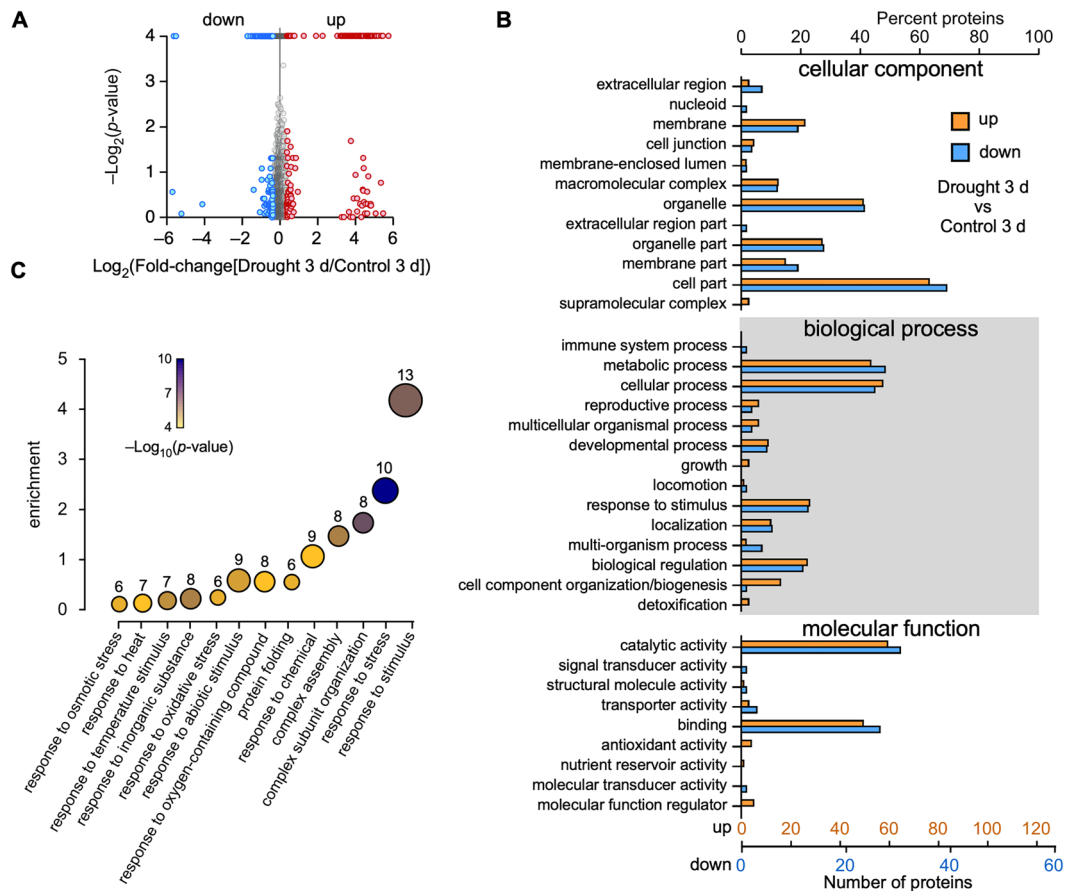 A
down up
4
3
2
1
0
–Log2(p-value)
–6 –4 –2 0 2 4 6
Log2(Fold-change[Drought 3 d/Control 3 d])
B
Percent proteins
0 20 40 60 80 100
cellular component
extracellular region
nucleoid
membrane
cell junction
membrane-enclosed lumen
macromolecular complex
organelle
extracellular region part
organelle part
membrane part
cell part
supramolecular complex
up
down
Drought 3 d
vs
Control 3 d
biological process
immune system process
metabolic process
cellular process
reproductive process
multicellular organismal process
developmental process
growth
locomotion
response to stimulus
localization
multi-organism process
biological regulation
cell component organization/biogenesis
detoxification
molecular function
catalytic activity
signal transducer activity
structural molecule activity
transporter activity
binding
antioxidant activity
nutrient reservoir activity
molecular transducer activity
molecular function regulator
up 0 20 40 60 80 100 120
down 0 20 40 60
Number of proteins
C
5
4
3
2
1
0
enrichment
10
7
4
–Log10(p-value)
6 7 7 8 6 9 8 6 9 8 8 10 13
response to osmotic stress
response to heat
response to temperature stimulus
response to inorganic substance
response to oxidative stress
response to abiotic stimulus
response to oxygen-containing compound
protein folding
response to chemical
complex assembly
complex subunit organization
response to stress
response to stimulus